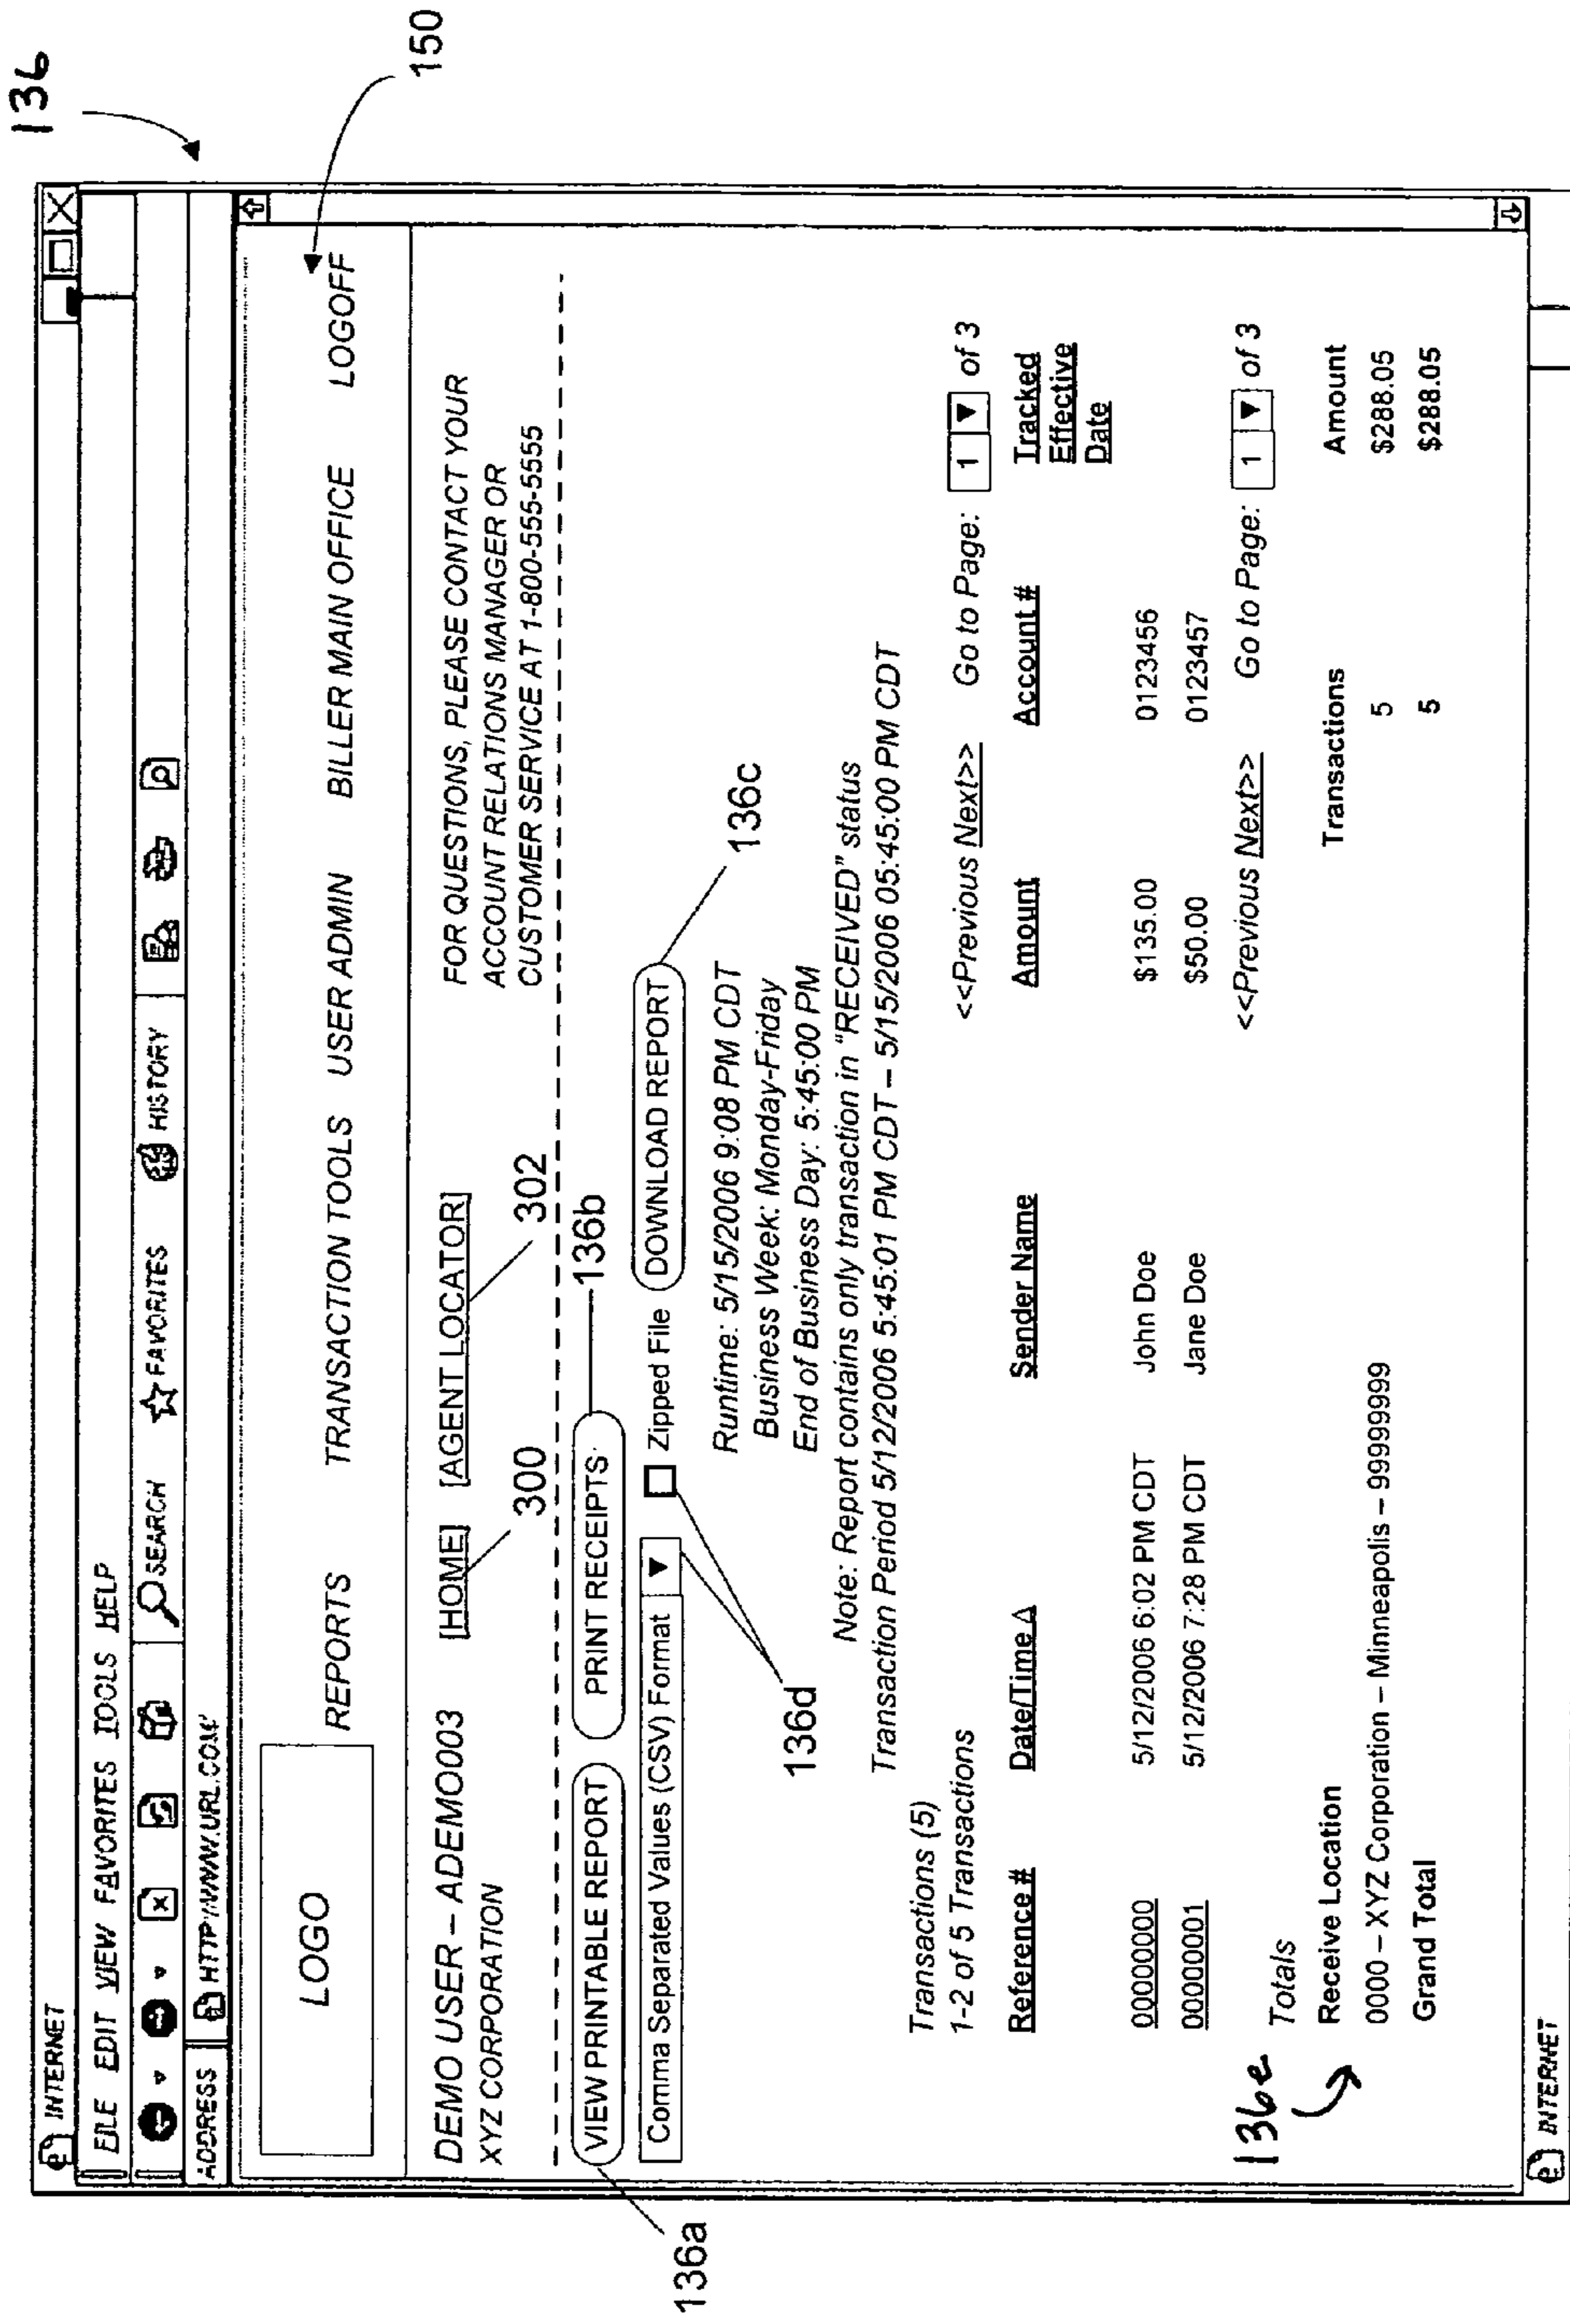 136
150
INTERNET
FILE EDIT VIEW FAVORITES TOOLS HELP
SEARCH FAVORITES HISTORY
ADDRESS HTTP://WWW.URL.COM/
LOGO
REPORTS TRANSACTION TOOLS USER ADMIN BILLER MAIN OFFICE LOGOFF
DEMO USER – ADEMO003 [HOME] [AGENT LOCATOR] FOR QUESTIONS, PLEASE CONTACT YOUR
XYZ CORPORATION ACCOUNT RELATIONS MANAGER OR
300 302 CUSTOMER SERVICE AT 1-800-555-5555
136a VIEW PRINTABLE REPORT PRINT RECEIPTS 136b
Comma Separated Values (CSV) Format ▼ Zipped File DOWNLOAD REPORT 136c
136d
Runtime: 5/15/2006 9:08 PM CDT
Business Week: Monday-Friday
End of Business Day: 5:45:00 PM
Note: Report contains only transaction in "RECEIVED" status
Transaction Period 5/12/2006 5:45:01 PM CDT – 5/15/2006 05:45:00 PM CDT
Transactions (5)
1-2 of 5 Transactions <<Previous Next>> Go to Page: 1 ▼ of 3
Reference # Date/Time Δ Sender Name Amount Account # Tracked
Effective
Date
00000000 5/12/2006 6:02 PM CDT John Doe $135.00 0123456
00000001 5/12/2006 7:28 PM CDT Jane Doe $50.00 0123457
<<Previous Next>> Go to Page: 1 ▼ of 3
136e
Totals
Receive Location Transactions Amount
0000 – XYZ Corporation – Minneapolis – 99999999 5 $288.05
Grand Total 5 $288.05
INTERNET